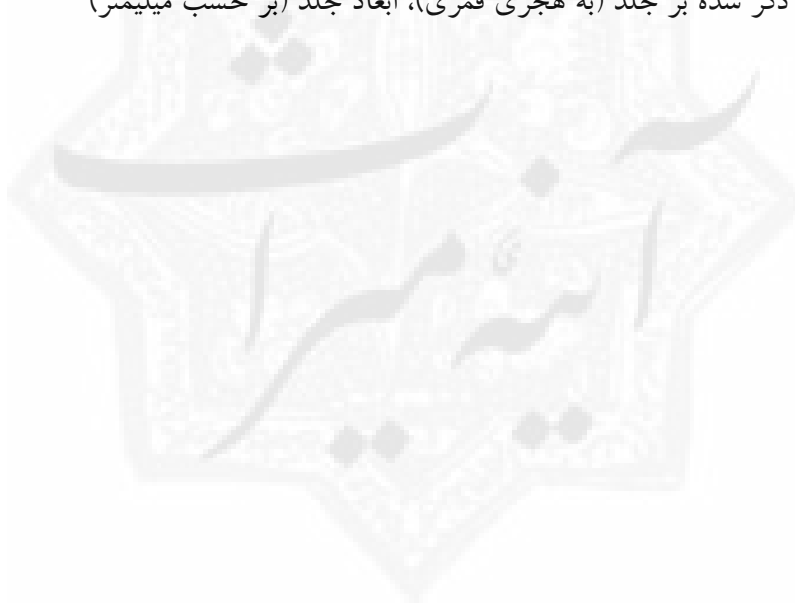 ذکر شده بر جلد (به هجری قمری)، ابعاد جلد (بر حسب میلیمتر)
آینهٔ میراث